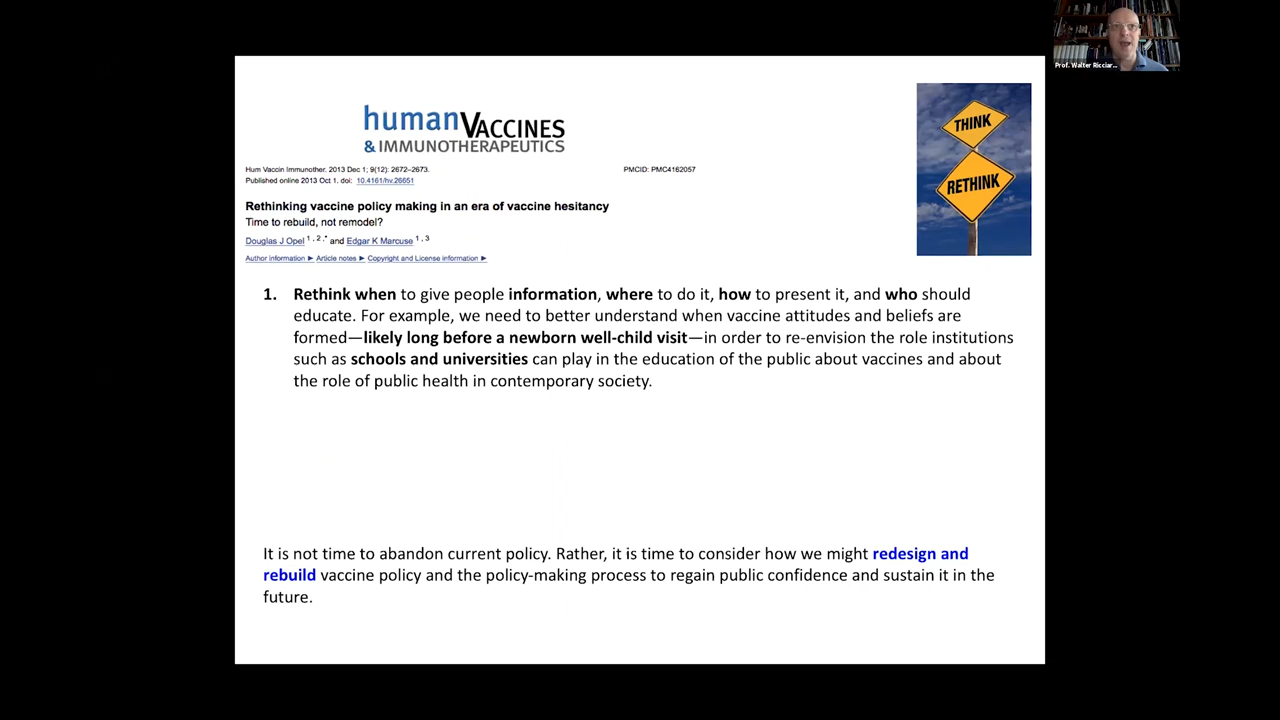 Prof. Walter Ricciar...
THINK
RETHINK
human VACCINES
& IMMUNOTHERAPEUTICS
Hum Vaccin Immunother. 2013 Dec 1; 9(12): 2672–2673.
PMCID: PMC4162057
Published online 2013 Oct 1. doi: 10.4161/hv.26651
Rethinking vaccine policy making in an era of vaccine hesitancy
Time to rebuild, not remodel?
Douglas J Opel 1 , 2 ,* and Edgar K Marcuse 1 , 3
Author information ► Article notes ► Copyright and License information ►
1. Rethink when to give people information, where to do it, how to present it, and who should
educate. For example, we need to better understand when vaccine attitudes and beliefs are
formed—likely long before a newborn well-child visit—in order to re-envision the role institutions
such as schools and universities can play in the education of the public about vaccines and about
the role of public health in contemporary society.
It is not time to abandon current policy. Rather, it is time to consider how we might redesign and
rebuild vaccine policy and the policy-making process to regain public confidence and sustain it in the
future.